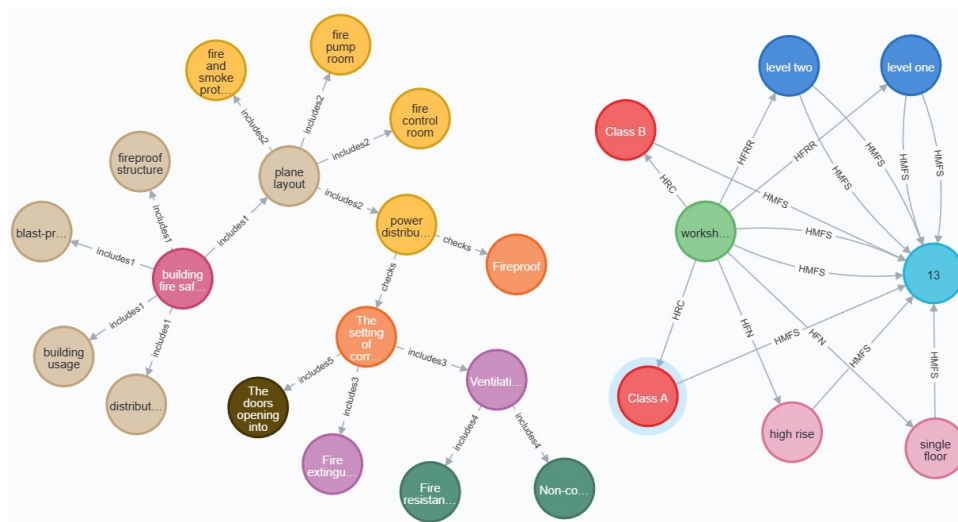 fire
pump
room
fire
and
smoke
prot…
fire
control
room
includes2
includes2
includes2
fireproof
structure
plane
layout
includes2
blast-pr…
includes1
includes1
includes1
power
distribu…
checks
Fireproof
building
fire saf…
includes1
includes1
checks
building
usage
distribut…
The
setting
of
corr…
includes5
includes3
includes3
The
doors
opening
into
Ventilati…
Fire
extingu…
includes4
includes4
Fire
resistan…
Non-co…
level two
level one
Class B
HFRR
HFRR
HMFS
HMFS
HMFS
HMFS
HRC
HMFS
worksh…
HMFS
HMFS
13
HRC
HFN
HFN
HMFS
HMFS
HMFS
Class A
high rise
single
floor